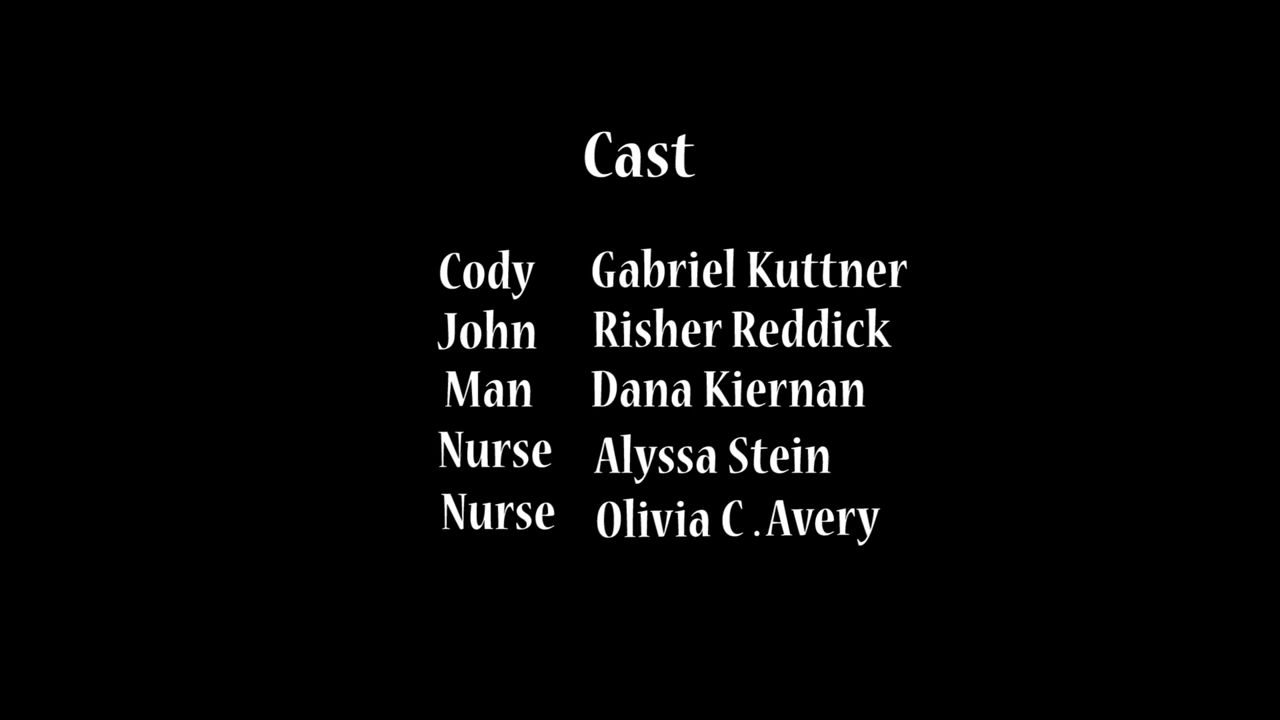 Cast
Cody Gabriel Kuttner
John Risher Reddick
Man Dana Kiernan
Nurse Alyssa Stein
Nurse Olivia C . Avery